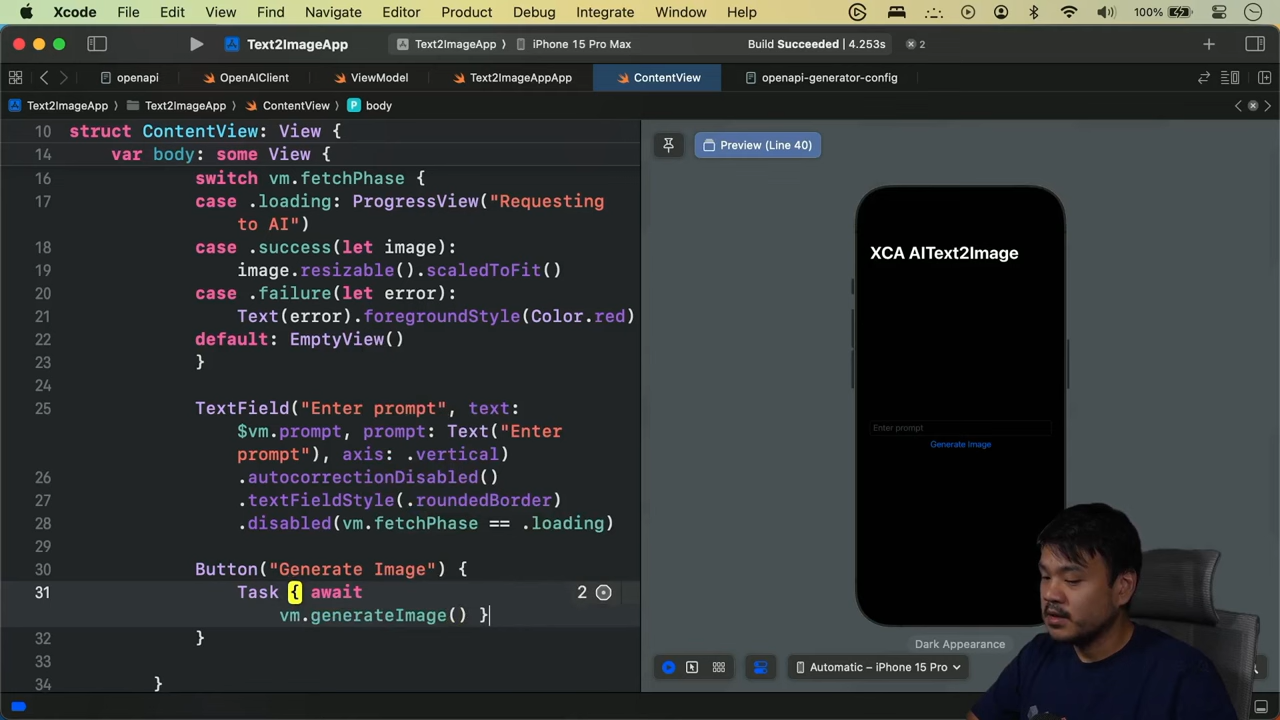 Xcode File Edit View Find Navigate Editor Product Debug Integrate Window Help 100%
Text2ImageApp Text2ImageApp 〉 iPhone 15 Pro Max Build Succeeded | 4.253s 2
openapi OpenAIClient ViewModel Text2ImageAppApp ContentView openapi-generator-config
Text2ImageApp 〉 Text2ImageApp 〉 ContentView 〉 P body
10 struct ContentView: View {
14 var body: some View {
16 switch vm.fetchPhase {
17 case .loading: ProgressView("Requesting
to AI")
18 case .success(let image):
19 image.resizable().scaledToFit()
20 case .failure(let error):
21 Text(error).foregroundStyle(Color.red)
22 default: EmptyView()
23 }
24
25 TextField("Enter prompt", text:
$vm.prompt, prompt: Text("Enter
prompt"), axis: .vertical)
26 .autocorrectionDisabled()
27 .textFieldStyle(.roundedBorder)
28 .disabled(vm.fetchPhase == .loading)
29
30 Button("Generate Image") {
31 Task { await 2
vm.generateImage() }
32 }
33
34 }
Preview (Line 40)
XCA AIText2Image
Enter prompt
Generate Image
Dark Appearance
Automatic – iPhone 15 Pro